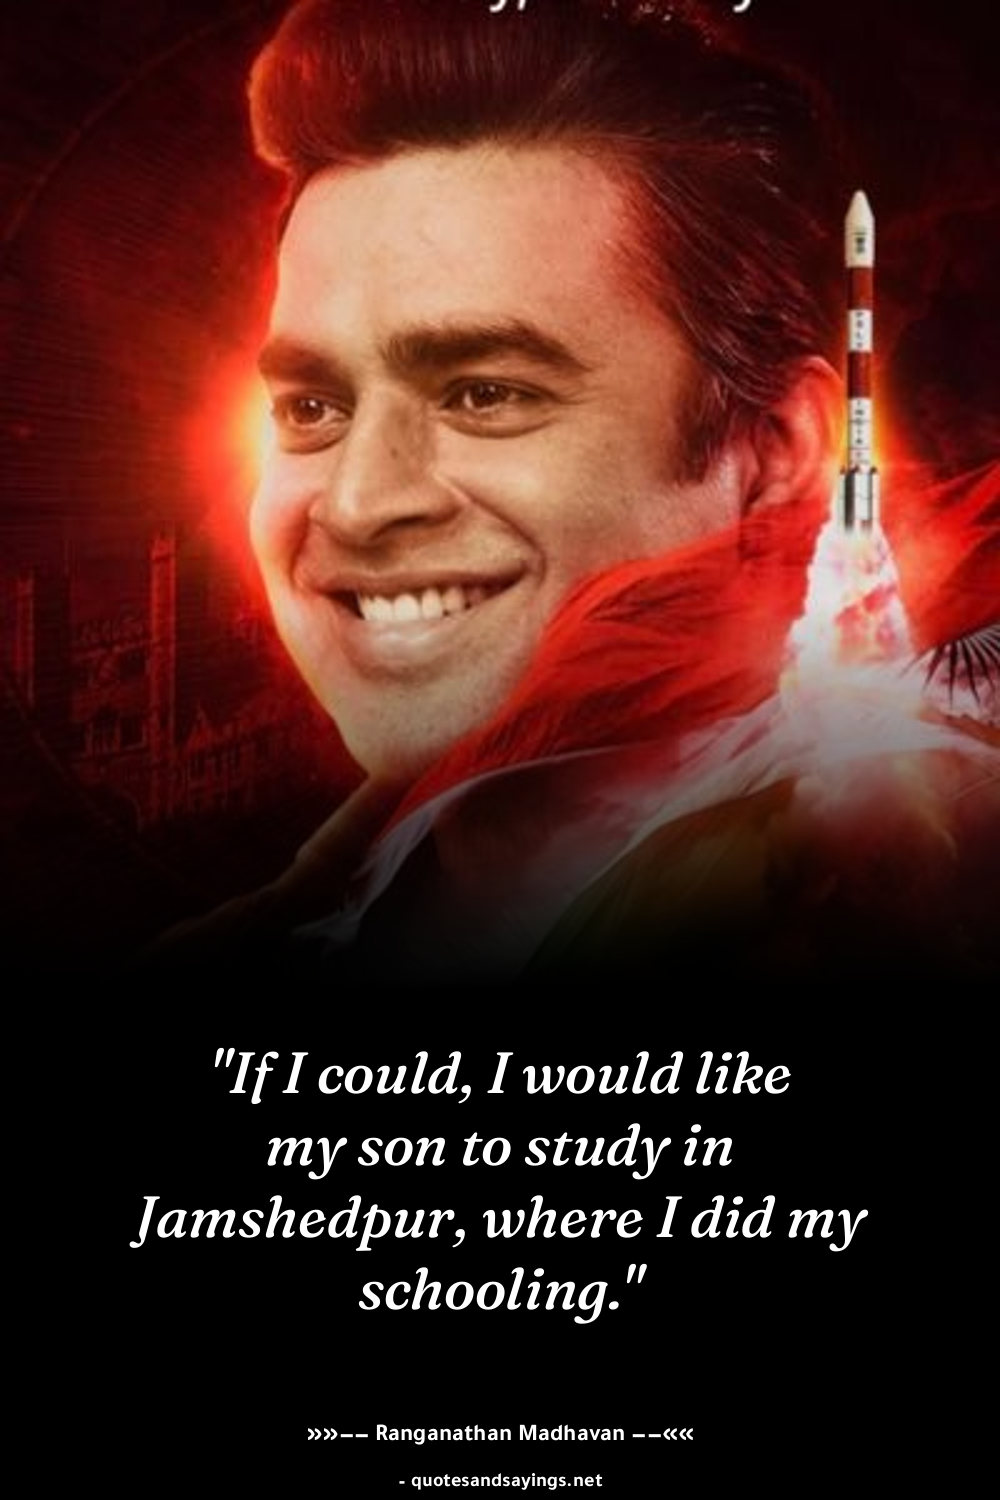 "If I could, I would like
my son to study in
Jamshedpur, where I did my
schooling."
»»-- Ranganathan Madhavan --««
- quotesandsayings.net